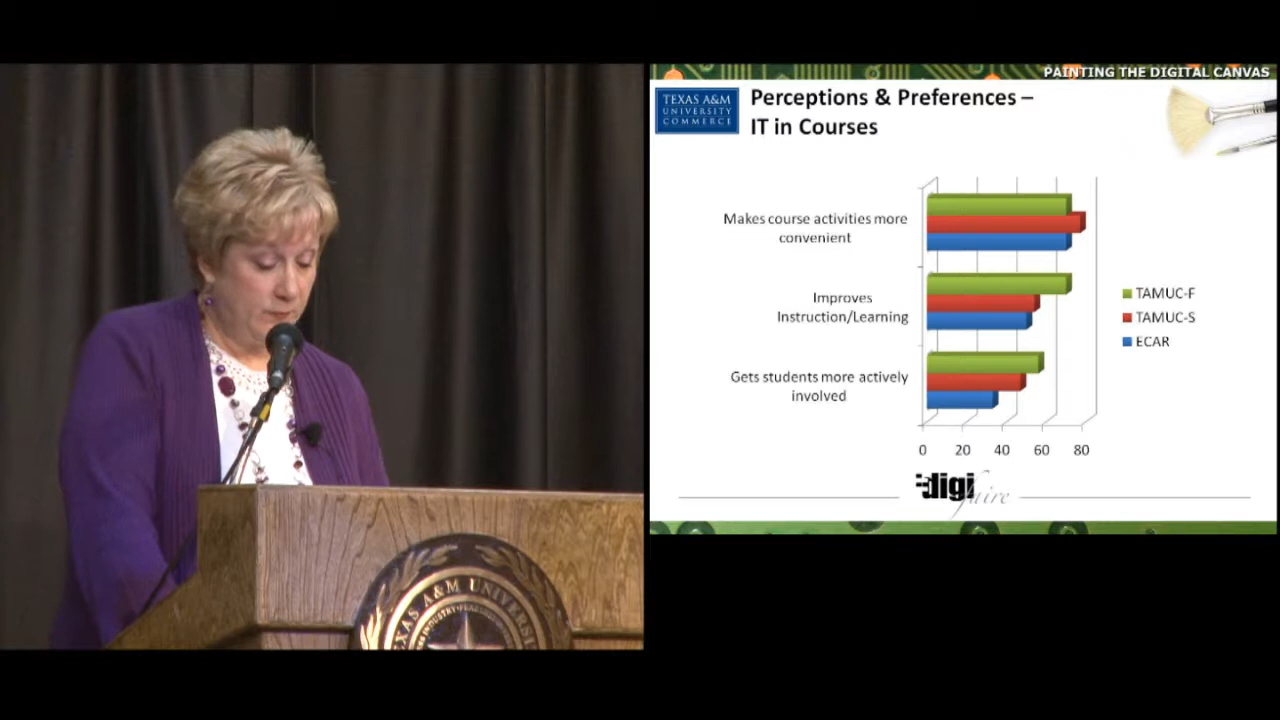 PAINTING THE DIGITAL CANVAS
TEXAS A&M
UNIVERSITY
COMMERCE
Perceptions & Preferences –
IT in Courses
Makes course activities more
convenient
Improves
Instruction/Learning
Gets students more actively
involved
TAMUC-F
TAMUC-S
ECAR
0 20 40 60 80
digi
faire
TEXAS A&M